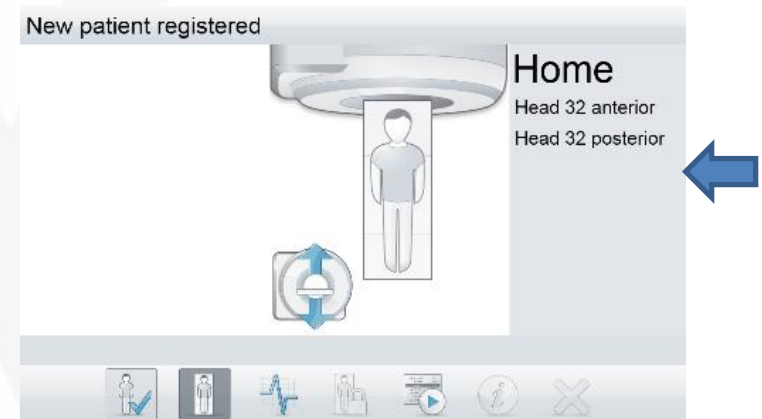 New patient registered
Home
Head 32 anterior
Head 32 posterior